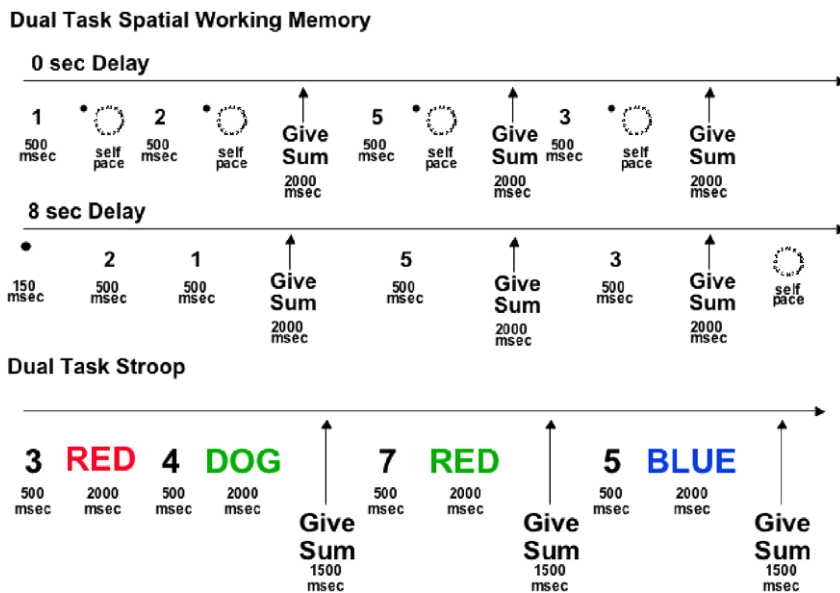 Dual Task Spatial Working Memory
0 sec Delay
1 2 5 3
500 msec self pace 500 msec self pace Give Sum 2000 msec 500 msec self pace Give Sum 2000 msec 500 msec self pace Give Sum 2000 msec
8 sec Delay
2 1 5 3
150 msec 500 msec 500 msec Give Sum 2000 msec 500 msec Give Sum 2000 msec 500 msec Give Sum 2000 msec self pace
Dual Task Stroop
3 RED 4 DOG 7 RED 5 BLUE
500 msec 2000 msec 500 msec 2000 msec 500 msec 2000 msec 500 msec 2000 msec
Give Give Give
Sum Sum Sum
1500 1500 1500
msec msec msec